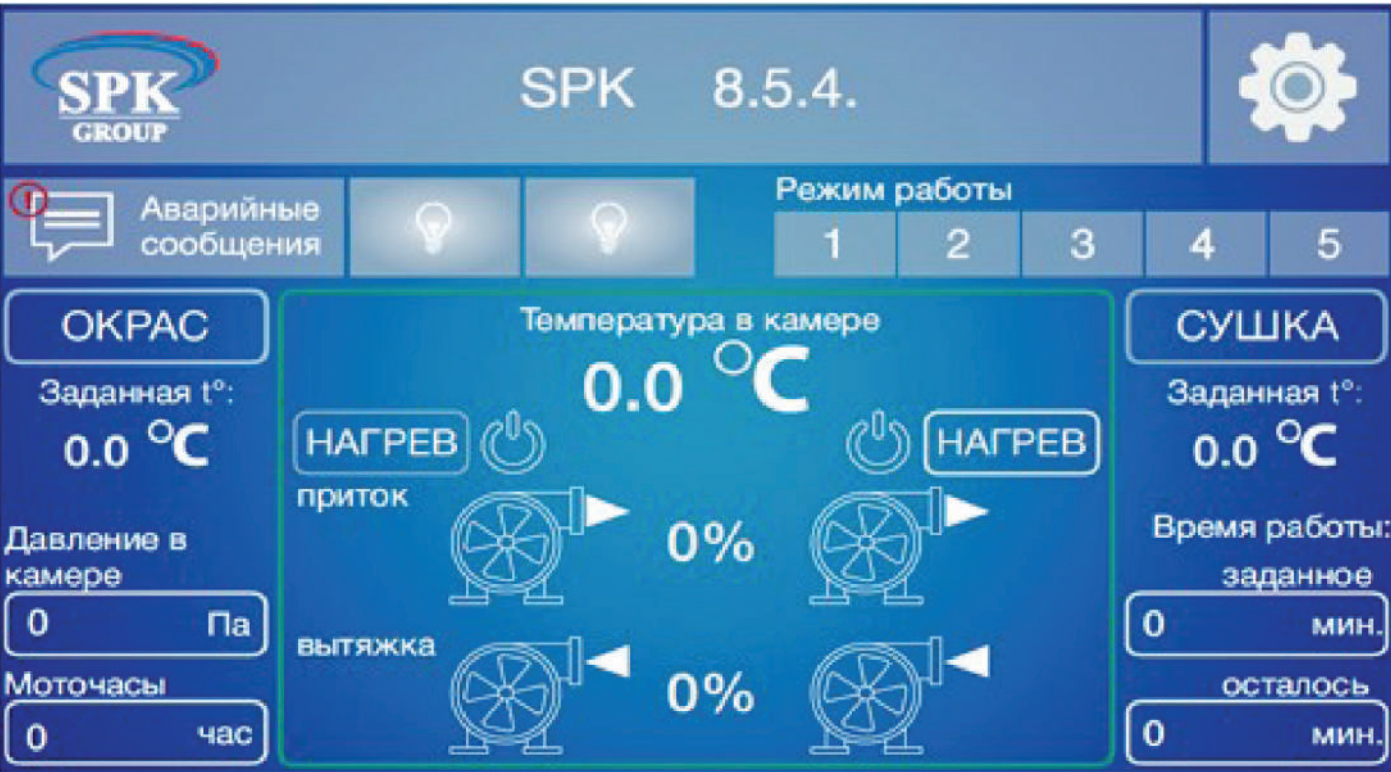 SPK
GROUP
SPK 8.5.4.
Аварийные
сообщения
Режим работы
1 2 3 4 5
ОКРАС
Заданная t°:
0.0 °C
Давление в
камере
0 Па
Моточасы
0 час
Температура в камере
0.0 °C
НАГРЕВ НАГРЕВ
приток
0%
вытяжка
0%
СУШКА
Заданная t°:
0.0 °C
Время работы:
заданное
0 мин.
осталось
0 мин.